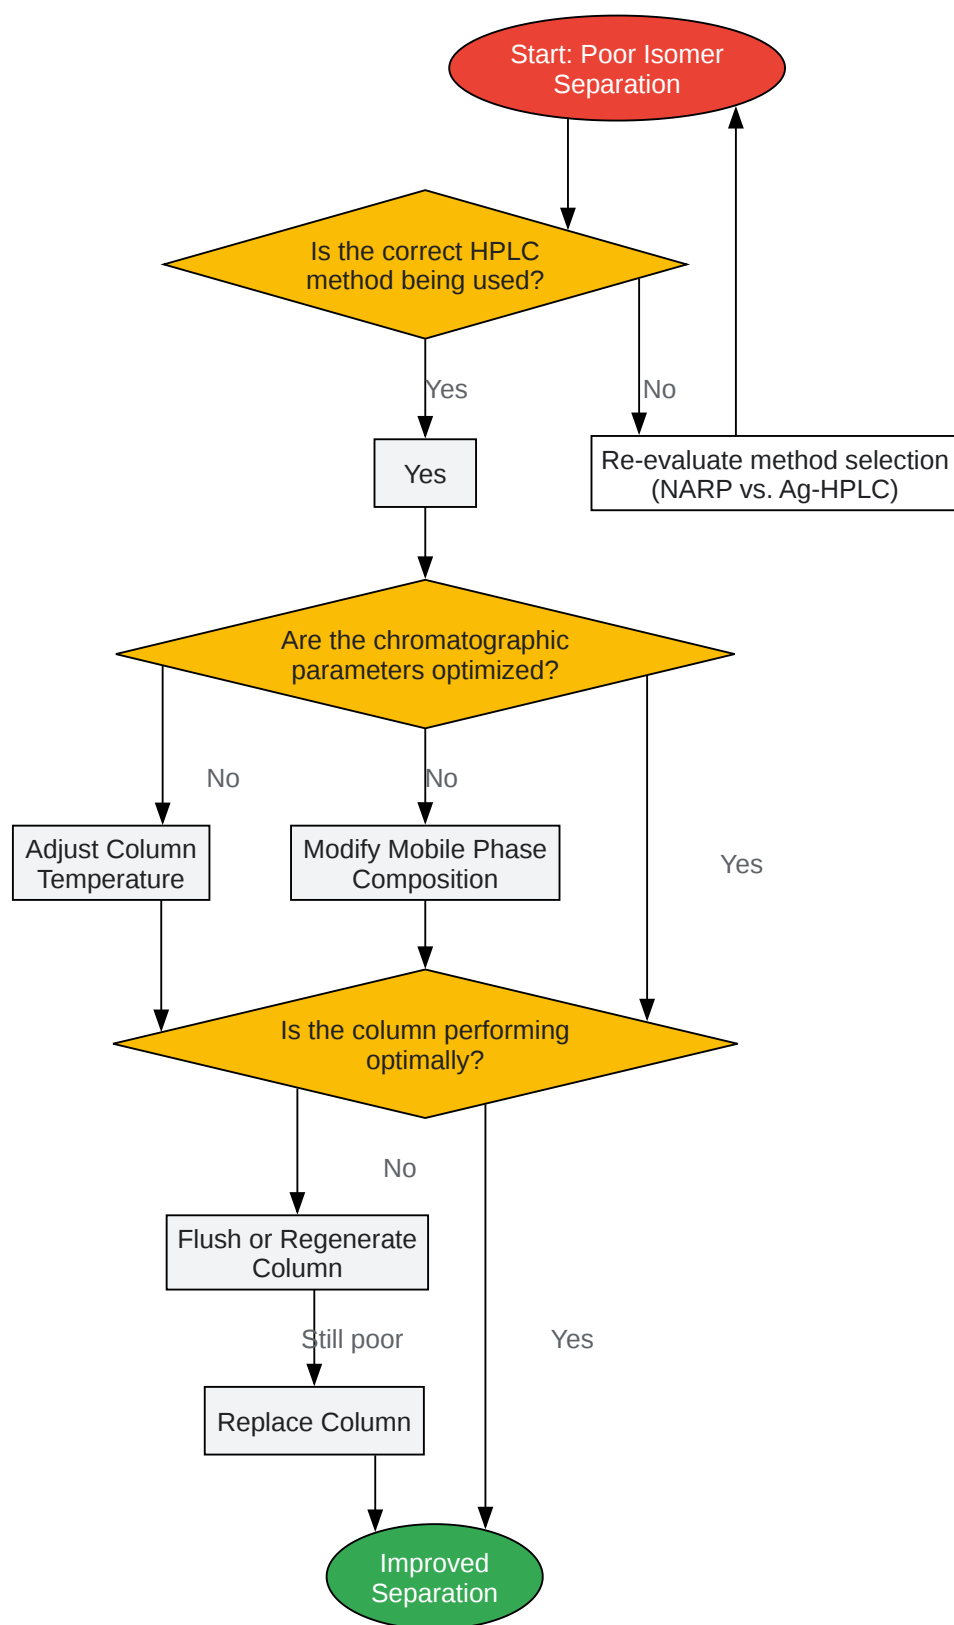 Start: Poor Isomer
Separation
Is the correct HPLC
method being used?
Yes
No
Yes
Re-evaluate method selection
(NARP vs. Ag-HPLC)
Are the chromatographic
parameters optimized?
No
No
Adjust Column
Temperature
Modify Mobile Phase
Composition
Yes
Is the column performing
optimally?
No
Flush or Regenerate
Column
Still poor
Yes
Replace Column
Improved
Separation